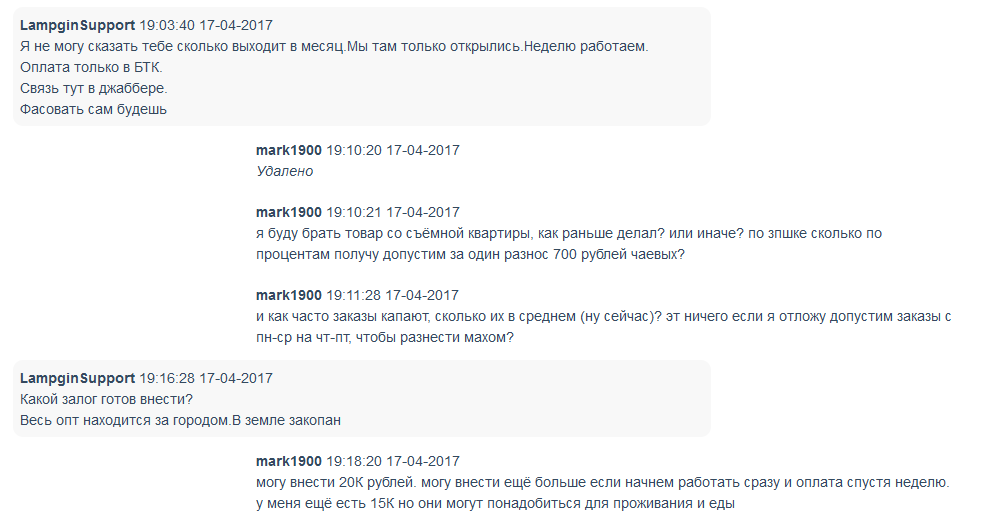 LampginSupport 19:03:40 17-04-2017
Я не могу сказать тебе сколько выходит в месяц.Мы там только открылись.Неделю работаем.
Оплата только в БТК.
Связь тут в джаббере.
Фасовать сам будешь
mark1900 19:10:20 17-04-2017
Удалено
mark1900 19:10:21 17-04-2017
я буду брать товар со съёмной квартиры, как раньше делал? или иначе? по зпшке сколько по
процентам получу допустим за один разнос 700 рублей чаевых?
mark1900 19:11:28 17-04-2017
и как часто заказы капают, сколько их в среднем (ну сейчас)? эт ничего если я отложу допустим заказы с
пн-ср на чт-пт, чтобы разнести махом?
LampginSupport 19:16:28 17-04-2017
Какой залог готов внести?
Весь опт находится за городом.В земле закопан
mark1900 19:18:20 17-04-2017
могу внести 20К рублей. могу внести ещё больше если начнем работать сразу и оплата спустя неделю.
у меня ещё есть 15К но они могут понадобиться для проживания и еды